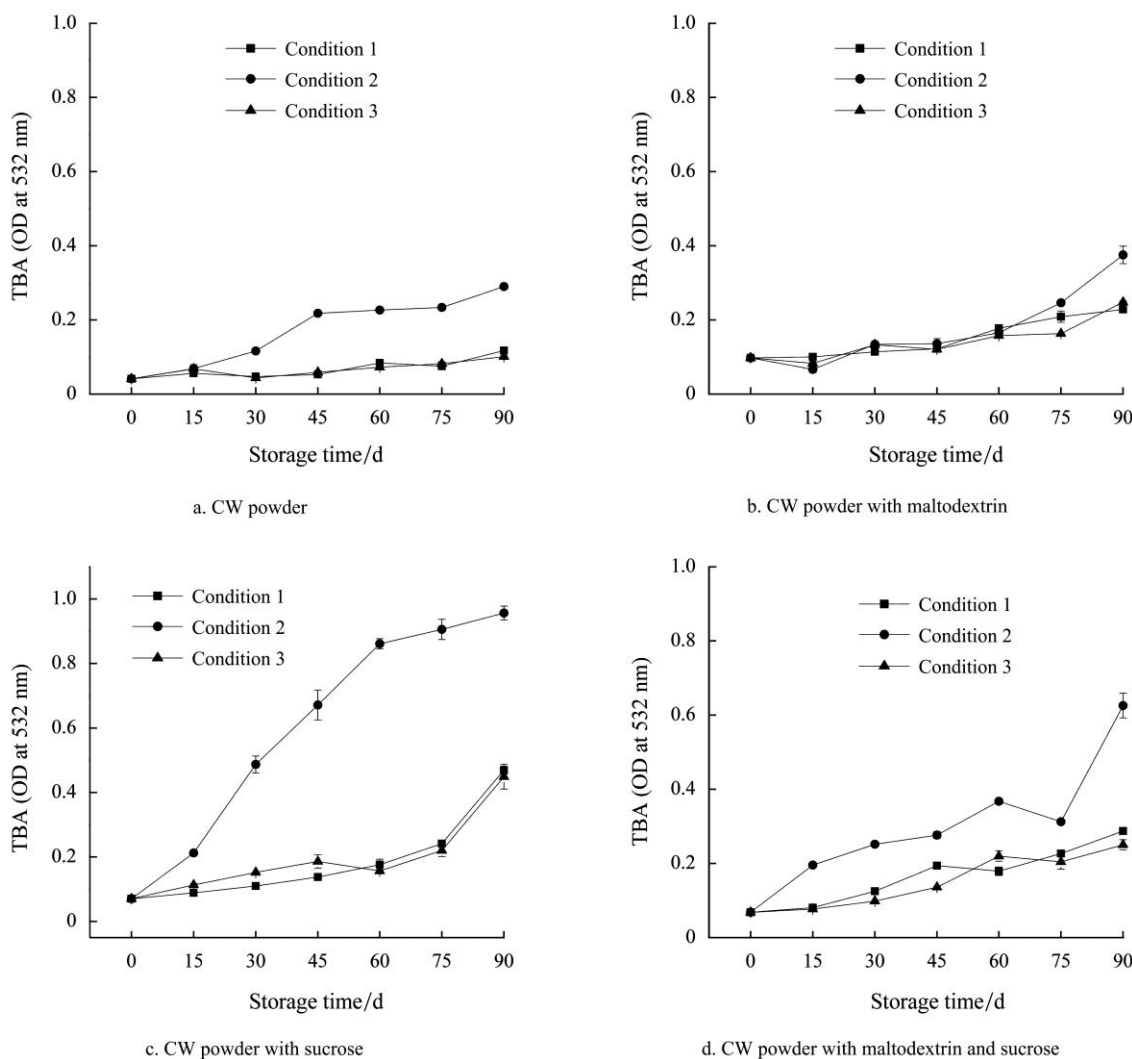 1.0
0.8
0.6
0.4
0.2
0
TBA (OD at 532 nm)
Condition 1
Condition 2
Condition 3
0 15 30 45 60 75 90
Storage time/d
a. CW powder
1.0
0.8
0.6
0.4
0.2
0
TBA (OD at 532 nm)
Condition 1
Condition 2
Condition 3
0 15 30 45 60 75 90
Storage time/d
b. CW powder with maltodextrin
1.0
0.8
0.6
0.4
0.2
0
TBA (OD at 532 nm)
Condition 1
Condition 2
Condition 3
0 15 30 45 60 75 90
Storage time/d
c. CW powder with sucrose
1.0
0.8
0.6
0.4
0.2
0
TBA (OD at 532 nm)
Condition 1
Condition 2
Condition 3
0 15 30 45 60 75 90
Storage time/d
d. CW powder with maltodextrin and sucrose